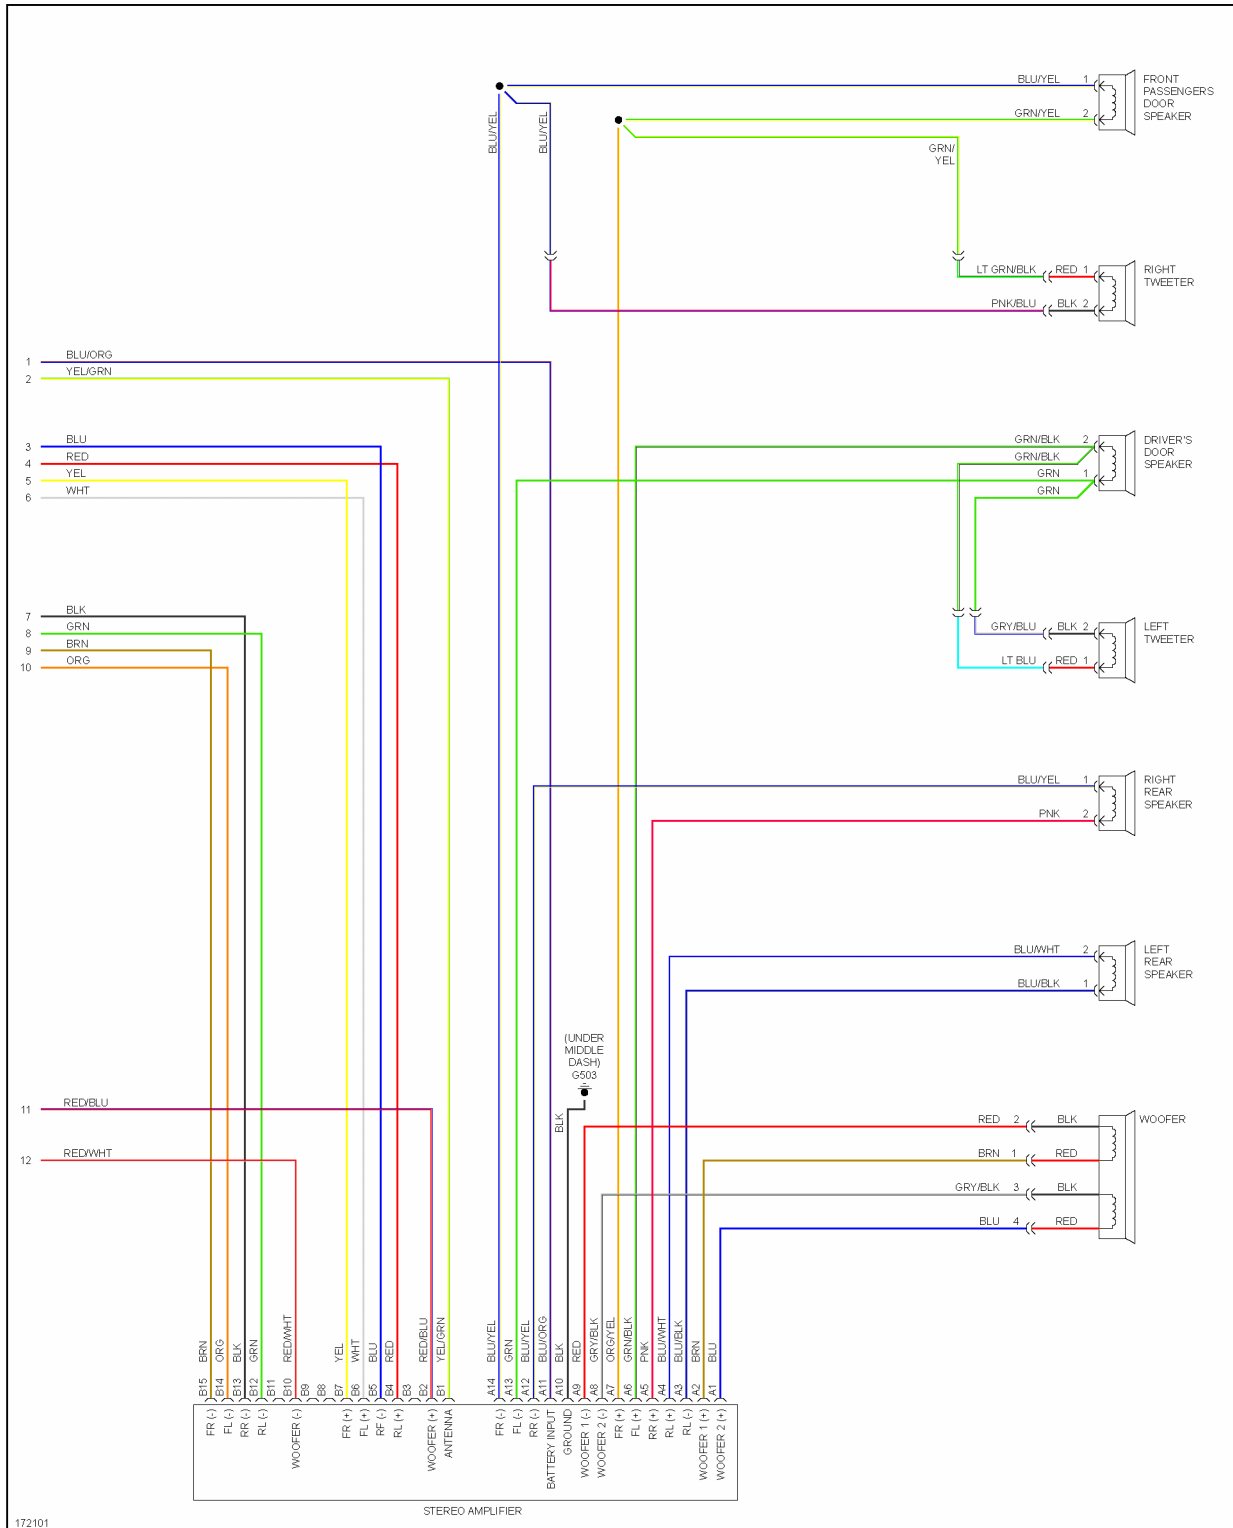 BLU/YEL 1
FRONT
PASSENGERS
DOOR
SPEAKER
GRN/YEL 2
BLU/YEL
BLU/YEL
GRN/
YEL
LT GRN/BLK RED 1
RIGHT
TWEETER
PNK/BLU BLK 2
1 BLU/ORG
2 YEL/GRN
3 BLU
4 RED
5 YEL
6 WHT
GRN/BLK 2
GRN/BLK
GRN 1
GRN
DRIVER'S
DOOR
SPEAKER
7 BLK
8 GRN
9 BRN
10 ORG
GRY/BLU BLK 2
LT BLU RED 1
LEFT
TWEETER
BLU/YEL 1
PNK 2
RIGHT
REAR
SPEAKER
BLU/WHT 2
BLU/BLK 1
LEFT
REAR
SPEAKER
(UNDER
MIDDLE
DASH)
G503
BLK
11 RED/BLU
12 RED/WHT
RED 2 BLK
BRN 1 RED
GRY/BLK 3 BLK
BLU 4 RED
WOOFER
BRN
ORG
BLK
GRN
RED/WHT
YEL
WHT
BLU
RED
RED/BLU
YEL/GRN
BLU/YEL
GRN
BLU/YEL
BLU/ORG
BLK
RED
GRY/BLK
ORG/YEL
GRN/BLK
PNK
BLU/WHT
BLU/BLK
BRN
BLU
B15
B14
B13
B12
B11
B10
B9
B8
B7
B6
B5
B4
B3
B2
B1
A14
A13
A12
A11
A10
A9
A8
A7
A6
A5
A4
A3
A2
A1
FR (-)
FL (-)
RR (-)
RL (-)
WOOFER (-)
FR (+)
FL (+)
RF (-)
RL (+)
WOOFER (+)
ANTENNA
FR (-)
FL (-)
RR (-)
BATTERY INPUT
GROUND
WOOFER 1 (-)
WOOFER 2 (-)
FR (+)
FL (+)
RR (+)
RL (+)
RL (-)
WOOFER 1 (+)
WOOFER 2 (+)
STEREO AMPLIFIER
172101